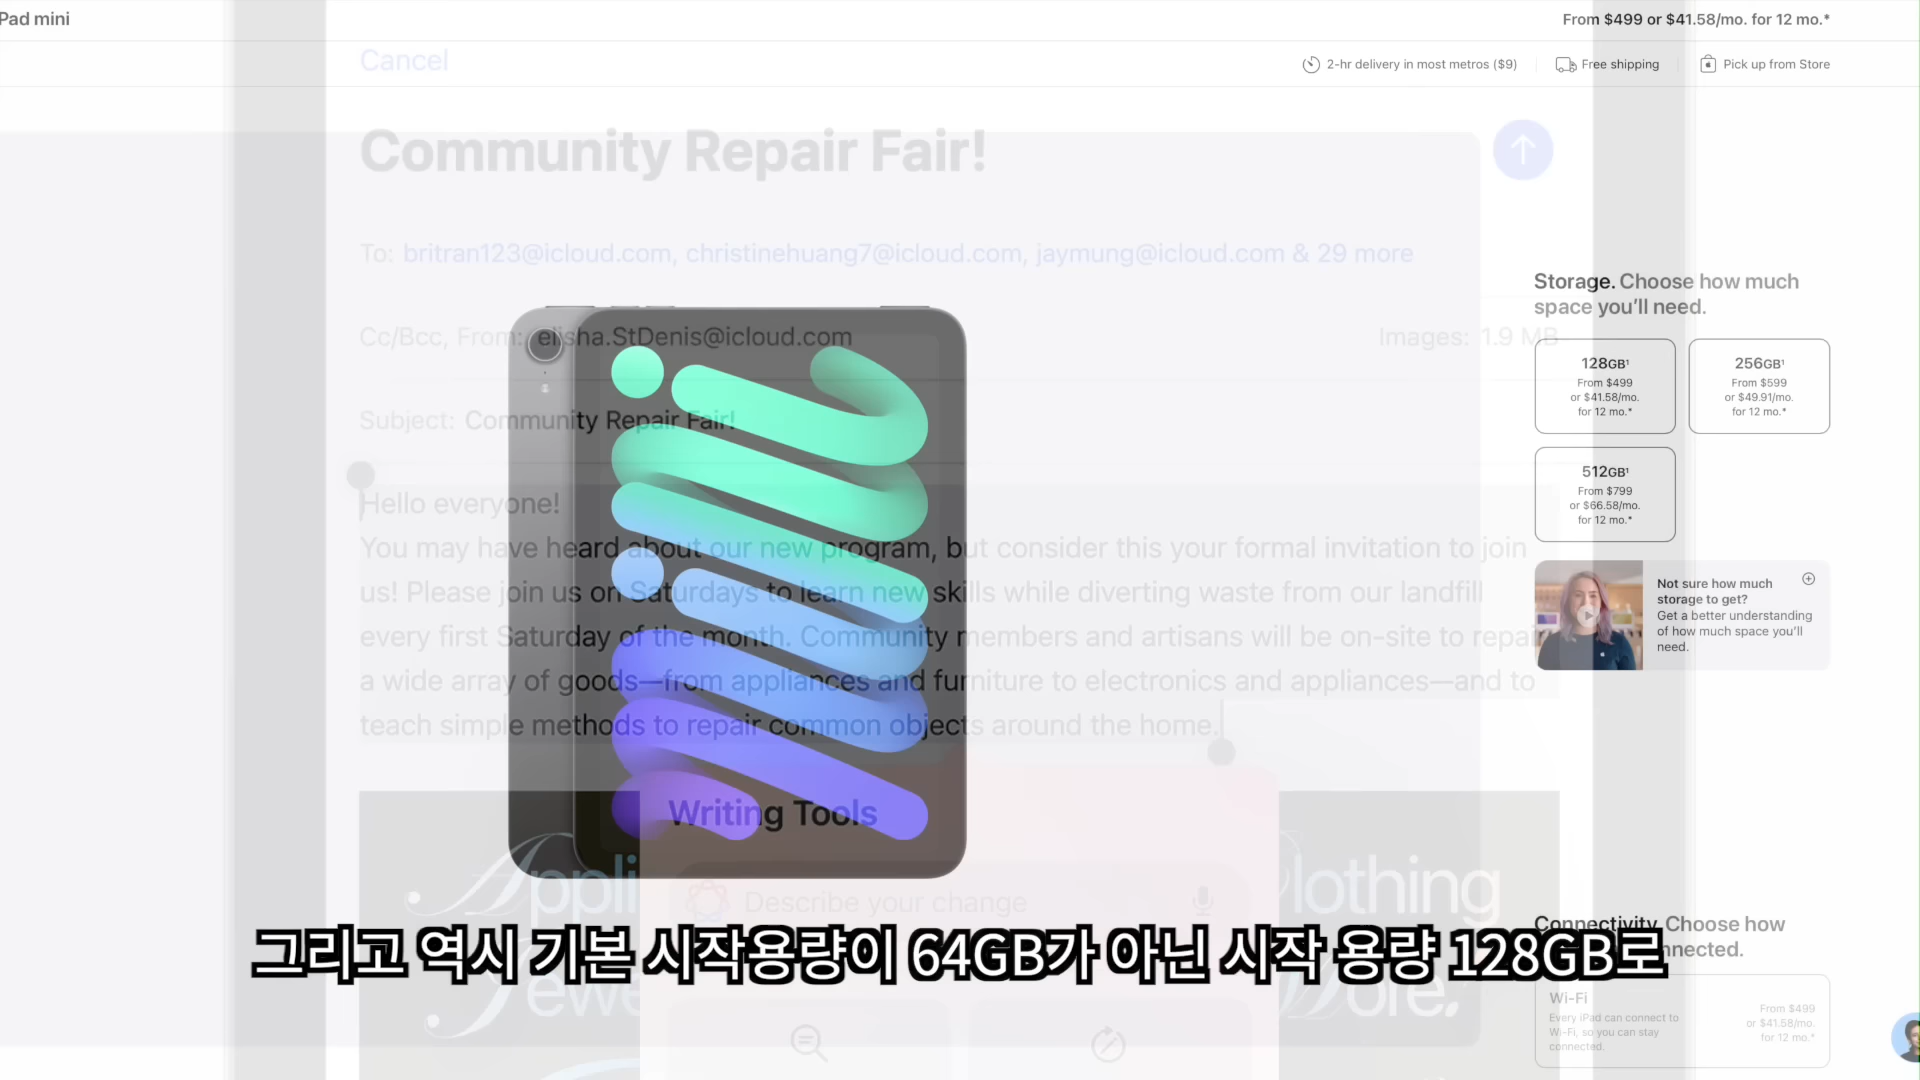 Pad mini
From $499 or $41.58/mo. for 12 mo.*
2-hr delivery in most metros ($9)
Free shipping
Pick up from Store
Cancel
Community Repair Fair!
To: britran123@icloud.com, christinehuang7@icloud.com, jaymung@icloud.com & 29 more
Cc/Bcc, From: elisha.StDenis@icloud.com
Images: 1.9 MB
Subject: Community Repair Fair!
Hello everyone!
You may have heard about our new program, but consider this your formal invitation to join
us! Please join us on Saturdays to learn new skills while diverting waste from our landfill
every first Saturday of the month. Community members and artisans will be on-site to repair
a wide array of goods—from appliances and furniture to electronics and appliances—and to
teach simple methods to repair common objects around the home.
Storage. Choose how much
space you’ll need.
128GB¹
From $499
or $41.58/mo.
for 12 mo.*
256GB¹
From $599
or $49.91/mo.
for 12 mo.*
512GB¹
From $799
or $66.58/mo.
for 12 mo.*
Not sure how much
storage to get?
Get a better understanding
of how much space you’ll
need.
Writing Tools
Describe your change
Appli
lothing
Jewe
More.
그리고 역시 기본 시작용량이 64GB가 아닌 시작 용량 128GB로
Connectivity. Choose how
nnected.
Wi-Fi
Every iPad can connect to
Wi-Fi, so you can stay
connected.
From $499
or $41.58/mo.
for 12 mo.*